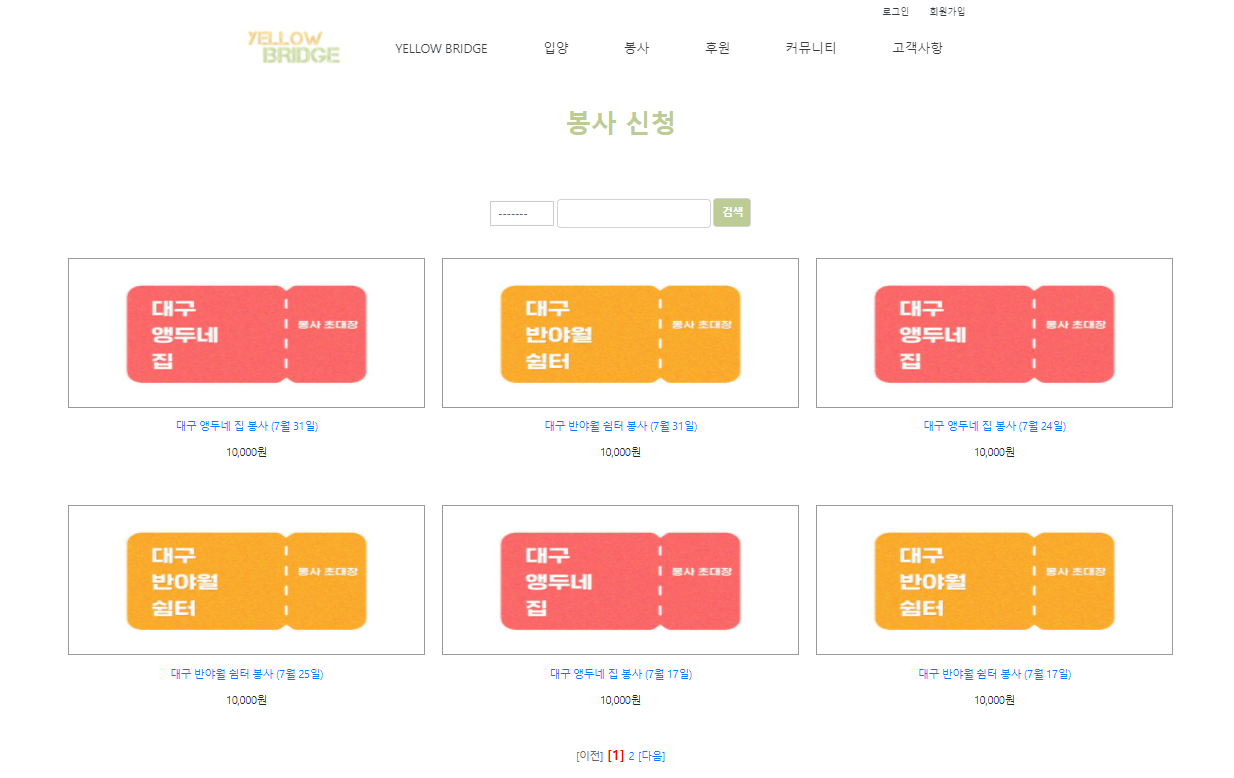 로그인 회원가입
YELLOW
BRIDGE
YELLOW BRIDGE 입양 봉사 후원 커뮤니티 고객사항
봉사 신청
------- 검색
대구
앵두네
집
봉사 초대장
대구
반야월
쉼터
봉사 초대장
대구
앵두네
집
봉사 초대장
대구 앵두네 집 봉사 (7월 31일)
10,000원
대구 반야월 쉼터 봉사 (7월 31일)
10,000원
대구 앵두네 집 봉사 (7월 24일)
10,000원
대구
반야월
쉼터
봉사 초대장
대구
앵두네
집
봉사 초대장
대구
반야월
쉼터
봉사 초대장
대구 반야월 쉼터 봉사 (7월 25일)
10,000원
대구 앵두네 집 봉사 (7월 17일)
10,000원
대구 반야월 쉼터 봉사 (7월 17일)
10,000원
[이전] [1] 2 [다음]